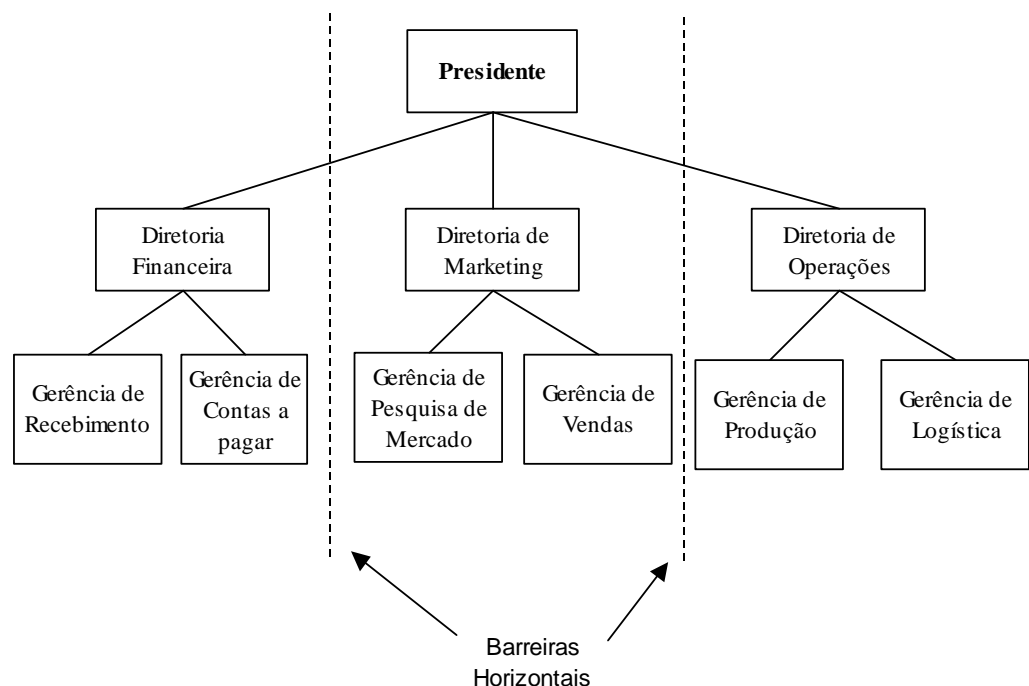 Presidente
Diretoria
Financeira
Diretoria de
Marketing
Diretoria de
Operações
Gerência de
Recebimento
Gerência de
Contas a
pagar
Gerência de
Pesquisa de
Mercado
Gerência de
Vendas
Gerência de
Produção
Gerência de
Logística
Barreiras
Horizontais